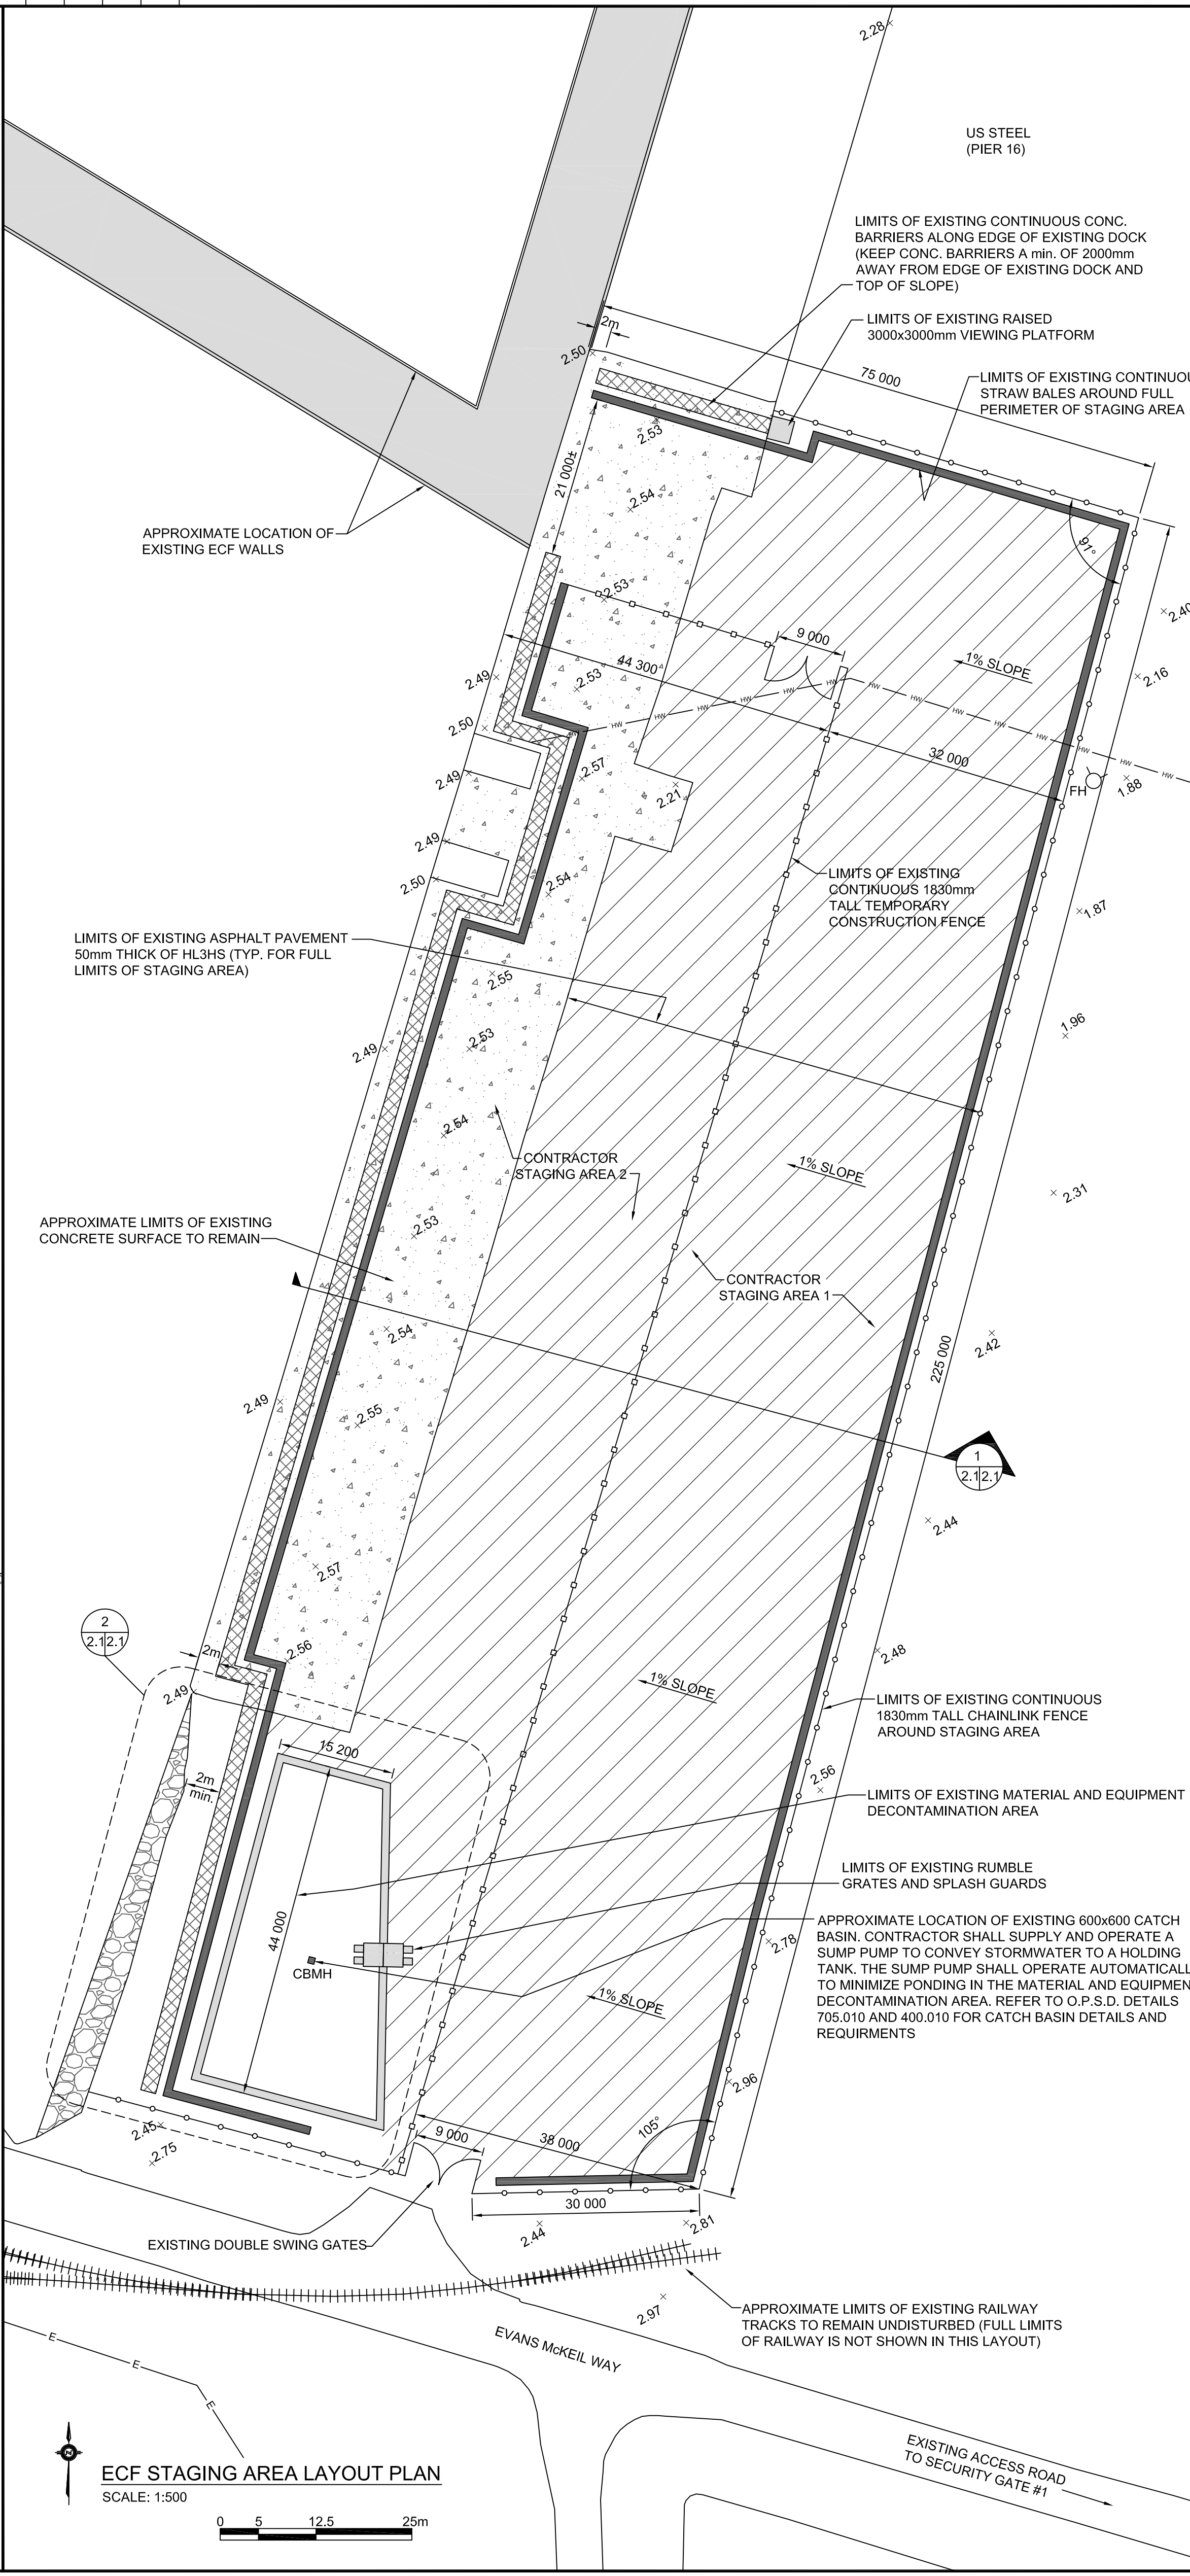 2.28
US STEEL
(PIER 16)
LIMITS OF EXISTING CONTINUOUS CONC.
BARRIERS ALONG EDGE OF EXISTING DOCK
(KEEP CONC. BARRIERS A min. OF 2000mm
AWAY FROM EDGE OF EXISTING DOCK AND
TOP OF SLOPE)
LIMITS OF EXISTING RAISED
3000x3000mm VIEWING PLATFORM
2m
2.50
75 000
LIMITS OF EXISTING CONTINUOU
STRAW BALES AROUND FULL
PERIMETER OF STAGING AREA
2.53
21 000±
2.54
APPROXIMATE LOCATION OF
EXISTING ECF WALLS
91°
2.53
2.40
9 000
44 300
1% SLOPE
2.49
2.53
2.16
HW
HW
HW
HW
HW
HW
HW
HW
HW
HW
HW
2.50
32 000
2.49
2.57
2.21
FH
1.88
2.49
2.50
2.54
LIMITS OF EXISTING
CONTINUOUS 1830mm
TALL TEMPORARY
CONSTRUCTION FENCE
1.87
LIMITS OF EXISTING ASPHALT PAVEMENT
50mm THICK OF HL3HS (TYP. FOR FULL
LIMITS OF STAGING AREA)
2.55
2.49
2.53
1.96
2.54
CONTRACTOR
STAGING AREA 2
1% SLOPE
2.31
APPROXIMATE LIMITS OF EXISTING
CONCRETE SURFACE TO REMAIN
2.53
CONTRACTOR
STAGING AREA 1
2.54
225 000
2.42
2.49
2.55
1
2.1 2.1
2.44
2.57
2
2.1 2.1
2m
2.56
2.48
2.49
1% SLOPE
LIMITS OF EXISTING CONTINUOUS
1830mm TALL CHAINLINK FENCE
AROUND STAGING AREA
15 200
2m
min.
2.56
LIMITS OF EXISTING MATERIAL AND EQUIPMENT
DECONTAMINATION AREA
LIMITS OF EXISTING RUMBLE
GRATES AND SPLASH GUARDS
44 000
2.78
CBMH
APPROXIMATE LOCATION OF EXISTING 600x600 CATCH
BASIN. CONTRACTOR SHALL SUPPLY AND OPERATE A
SUMP PUMP TO CONVEY STORMWATER TO A HOLDING
TANK. THE SUMP PUMP SHALL OPERATE AUTOMATICALL
TO MINIMIZE PONDING IN THE MATERIAL AND EQUIPMEN
DECONTAMINATION AREA. REFER TO O.P.S.D. DETAILS
705.010 AND 400.010 FOR CATCH BASIN DETAILS AND
REQUIRMENTS
1% SLOPE
2.96
2.45
2.75
9 000
38 000
105°
30 000
EXISTING DOUBLE SWING GATES
2.44
2.81
2.97
APPROXIMATE LIMITS OF EXISTING RAILWAY
TRACKS TO REMAIN UNDISTURBED (FULL LIMITS
OF RAILWAY IS NOT SHOWN IN THIS LAYOUT)
EVANS McKEIL WAY
E
E
E
EXISTING ACCESS ROAD
TO SECURITY GATE #1
ECF STAGING AREA LAYOUT PLAN
SCALE: 1:500
0 5 12.5 25m